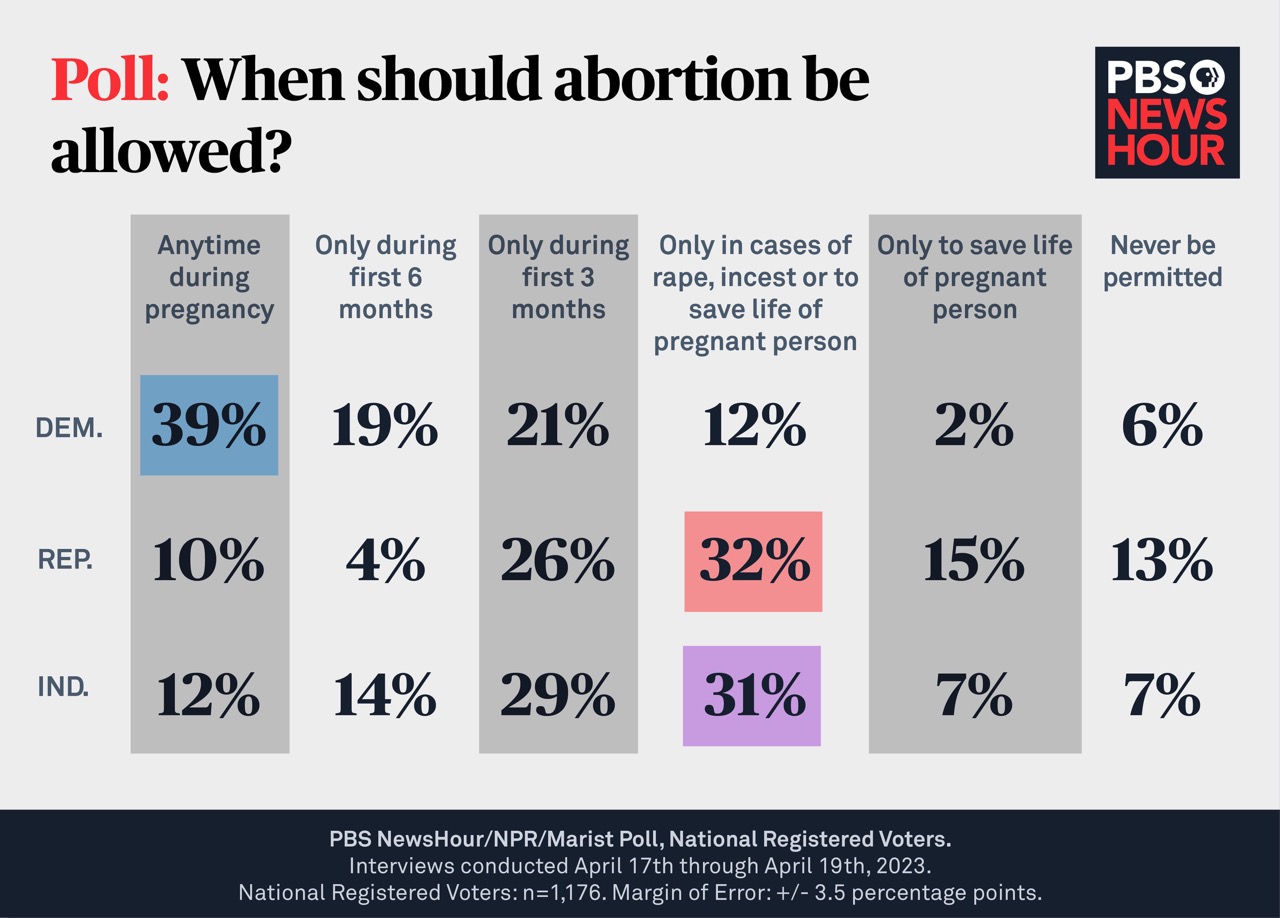 Poll: When should abortion be
allowed?
PBS
NEWS
HOUR
Anytime
during
pregnancy
Only during
first 6
months
Only during
first 3
months
Only in cases of
rape, incest or to
save life of
pregnant person
Only to save life
of pregnant
person
Never be
permitted
DEM. 39% 19% 21% 12% 2% 6%
REP. 10% 4% 26% 32% 15% 13%
IND. 12% 14% 29% 31% 7% 7%
PBS NewsHour/NPR/Marist Poll, National Registered Voters.
Interviews conducted April 17th through April 19th, 2023.
National Registered Voters: n=1,176. Margin of Error: +/- 3.5 percentage points.